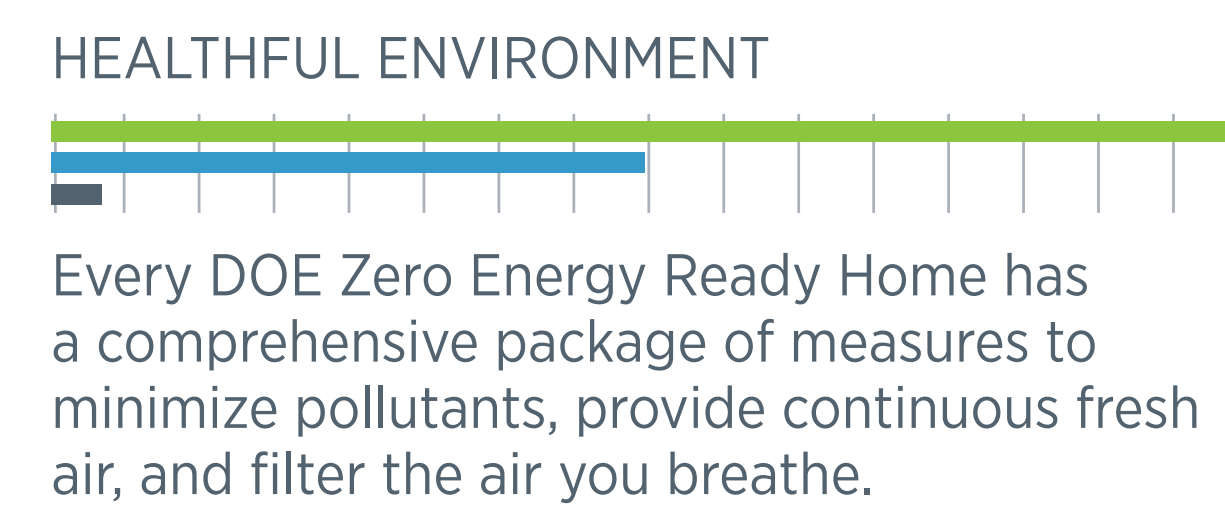 HEALTHFUL ENVIRONMENT
Every DOE Zero Energy Ready Home has
a comprehensive package of measures to
minimize pollutants, provide continuous fresh
air, and filter the air you breathe.